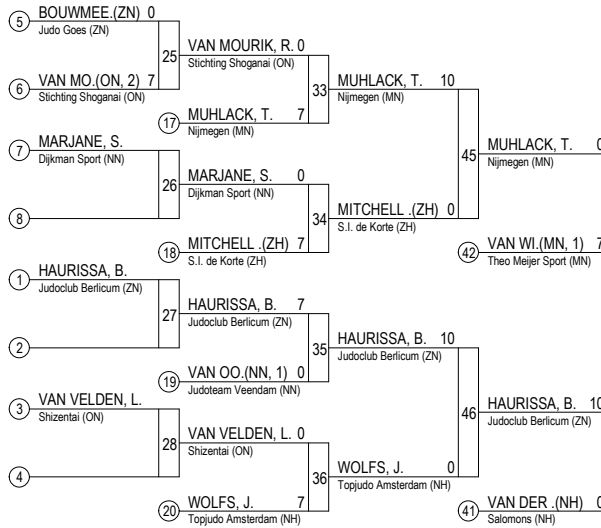 5 BOUWMEE.(ZN) 0
Judo Goes (ZN)
25 VAN MOURIK, R. 0
Stichting Shoganai (ON)
6 VAN MO.(ON, 2) 7
Stichting Shoganai (ON)
33 MUHLACK, T. 10
Nijmegen (MN)
17 MUHLACK, T. 7
Nijmegen (MN)
7 MARJANE, S.
Dijkman Sport (NN)
45 MUHLACK, T. 0
Nijmegen (MN)
26 MARJANE, S. 0
Dijkman Sport (NN)
8
34 MITCHELL .(ZH) 0
S.I. de Korte (ZH)
18 MITCHELL .(ZH) 7
S.I. de Korte (ZH)
42 VAN WI.(MN, 1) 7
Theo Meijer Sport (MN)
1 HAURISSA, B.
Judoclub Berlicum (ZN)
27 HAURISSA, B. 7
Judoclub Berlicum (ZN)
2
35 HAURISSA, B. 10
Judoclub Berlicum (ZN)
19 VAN OO.(NN, 1) 0
Judoteam Veendam (NN)
3 VAN VELDEN, L.
Shizentai (ON)
46 HAURISSA, B. 10
Judoclub Berlicum (ZN)
28 VAN VELDEN, L. 0
Shizentai (ON)
4
36 WOLFS, J. 0
Topjudo Amsterdam (NH)
20 WOLFS, J. 7
Topjudo Amsterdam (NH)
41 VAN DER .(NH) 0
Salomons (NH)